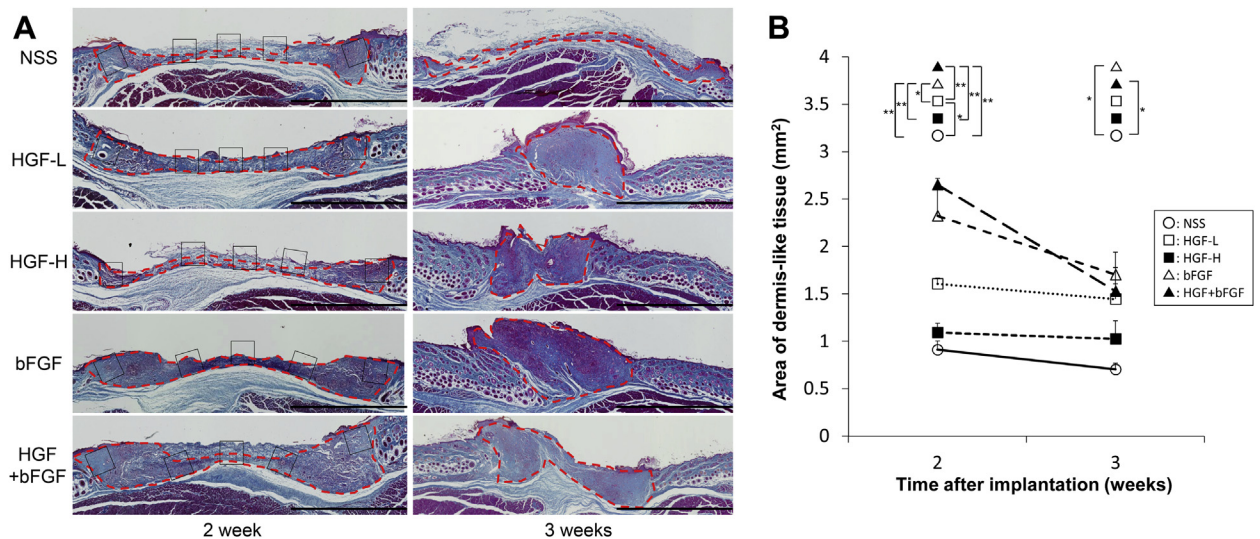 A
NSS
HGF-L
HGF-H
bFGF
HGF
+bFGF
2 week
3 weeks
B
Area of dermis-like tissue (mm²)
4
3.5
3
2.5
2
1.5
1
0.5
0
**
**
*
*
**
*
**
**
*
*
2
3
Time after implantation (weeks)
: NSS
: HGF-L
: HGF-H
: bFGF
: HGF+bFGF